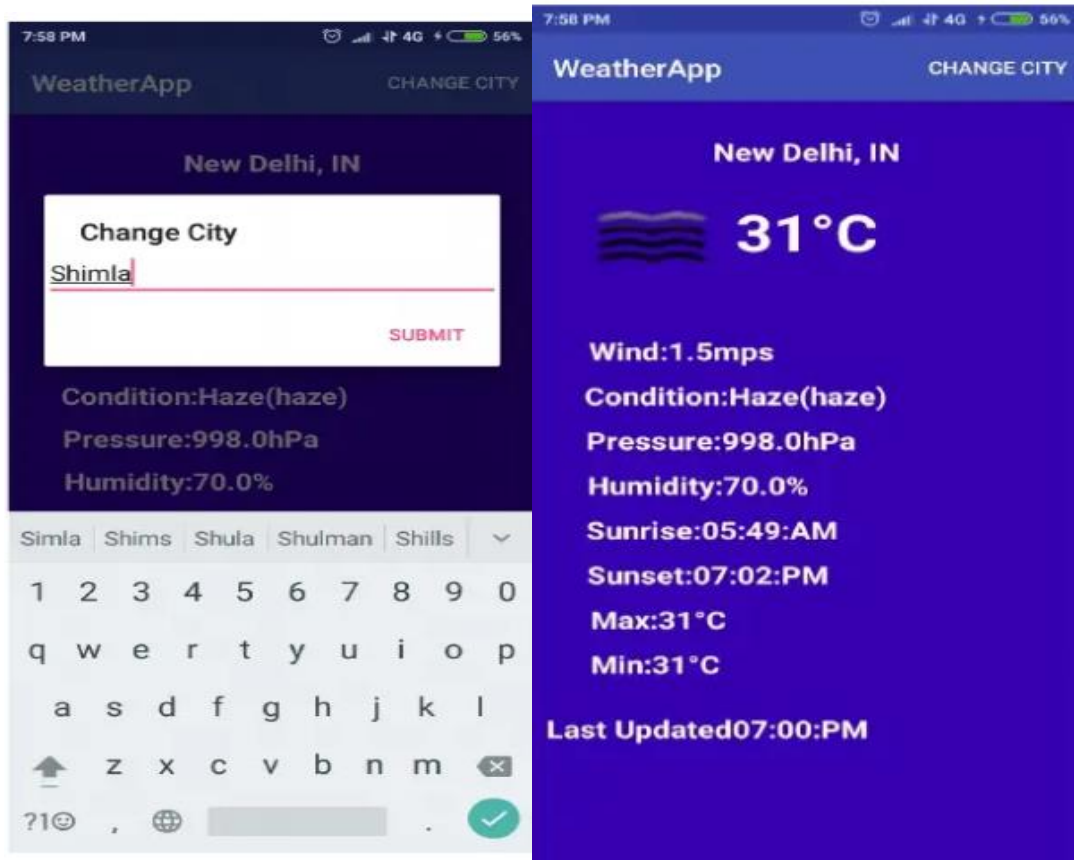 7:58 PM 4G 56%
WeatherApp CHANGE CITY
New Delhi, IN
Change City
Shimla
SUBMIT
Condition:Haze(haze)
Pressure:998.0hPa
Humidity:70.0%
Simla Shims Shula Shulman Shills
1 2 3 4 5 6 7 8 9 0
q w e r t y u i o p
a s d f g h j k l
z x c v b n m
?1☺ , .
7:58 PM 4G 56%
WeatherApp CHANGE CITY
New Delhi, IN
31°C
Wind:1.5mps
Condition:Haze(haze)
Pressure:998.0hPa
Humidity:70.0%
Sunrise:05:49:AM
Sunset:07:02:PM
Max:31°C
Min:31°C
Last Updated07:00:PM